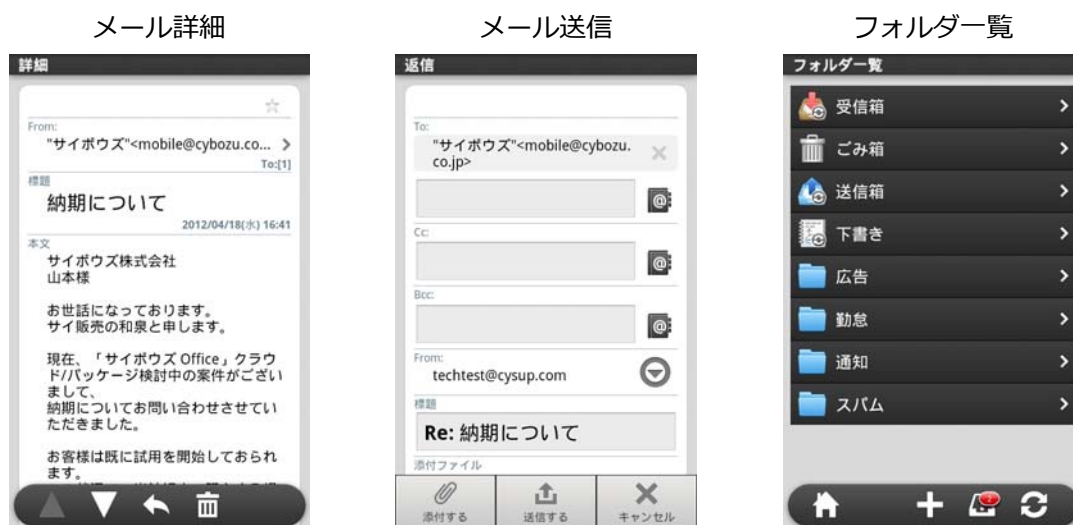 メール詳細
詳細
From:
"サイボウズ"<mobile@cybozu.co...
To:[1]
標題
納期について
2012/04/18(水) 16:41
本文
サイボウズ株式会社
山本様
お世話になっております。
サイ販売の和泉と申します。
現在、「サイボウズ Office」クラウ
ド/パッケージ検討中の案件がござい
まして、
納期についてお問い合わせさせてい
ただきました。
お客様は既に試用を開始しておられ
ます。
メール送信
返信
To:
"サイボウズ"<mobile@cybozu.
co.jp>
Cc:
Bcc:
From:
techtest@cysup.com
標題
Re: 納期について
添付ファイル
添付する
送信する
キャンセル
フォルダ一覧
フォルダ一覧
受信箱
ごみ箱
送信箱
下書き
広告
勤怠
通知
スパム